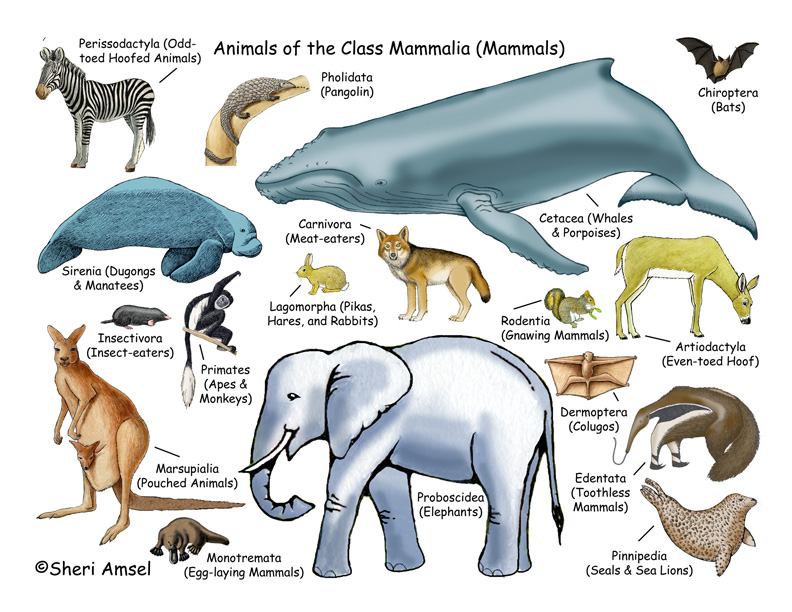 Animals of the Class Mammalia (Mammals)
Perissodactyla (Odd-
toed Hoofed Animals)
Pholidata
(Pangolin)
Chiroptera
(Bats)
Cetacea (Whales
& Porpoises)
Carnivora
(Meat-eaters)
Sirenia (Dugongs
& Manatees)
Lagomorpha (Pikas,
Hares, and Rabbits)
Rodentia
(Gnawing Mammals)
Artiodactyla
(Even-toed Hoof)
Insectivora
(Insect-eaters)
Primates
(Apes &
Monkeys)
Dermoptera
(Colugos)
Marsupialia
(Pouched Animals)
Proboscidea
(Elephants)
Edentata
(Toothless
Mammals)
Monotremata
(Egg-laying Mammals)
Pinnipedia
(Seals & Sea Lions)
©Sheri Amsel